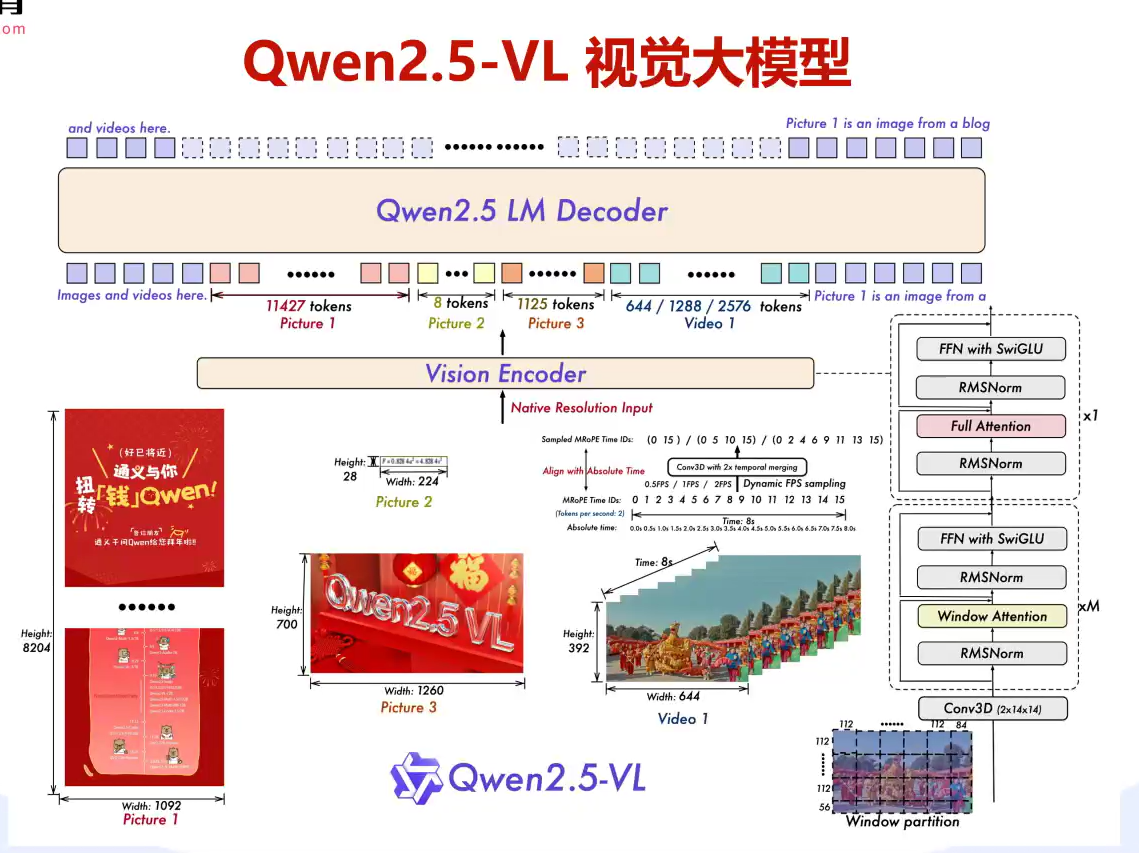 育
om
Qwen2.5-VL 视觉大模型
and videos here.
Picture 1 is an image from a blog
Qwen2.5 LM Decoder
Images and videos here.
11427 tokens
Picture 1
8 tokens
Picture 2
1125 tokens
Picture 3
644 / 1288 / 2576 tokens
Video 1
Picture 1 is an image from a
Vision Encoder
Native Resolution Input
FFN with SwiGLU
RMSNorm
Full Attention
RMSNorm
x1
FFN with SwiGLU
RMSNorm
Window Attention
RMSNorm
xM
Conv3D (2x14x14)
112
112
84
112
112
56
Window partition
Sampled MRoPE Time IDs: (0 15) / (0 5 10 15) / (0 2 4 6 9 11 13 15)
Align with Absolute Time
Conv3D with 2x temporal merging
0.5FPS / 1FPS / 2FPS
Dynamic FPS sampling
MRoPE Time IDs: 0 1 2 3 4 5 6 7 8 9 10 11 12 13 14 15
(Tokens per second: 2)
Time: 8s
Absolute time: 0.0s 0.5s 1.0s 1.5s 2.0s 2.5s 3.0s 3.5s 4.0s 4.5s 5.0s 5.5s 6.0s 6.5s 7.0s 7.5s 8.0s
Height:
28
Width: 224
Picture 2
(好已将近)
通义与你
扭转
「钱」Qwen!
通义千问Qwen给您拜年啦!!
Height:
8204
Width: 1092
Picture 1
Height:
700
福
Qwen2.5 VL
Width: 1260
Picture 3
Time: 8s
Height:
392
Width: 644
Video 1
Qwen2.5-VL